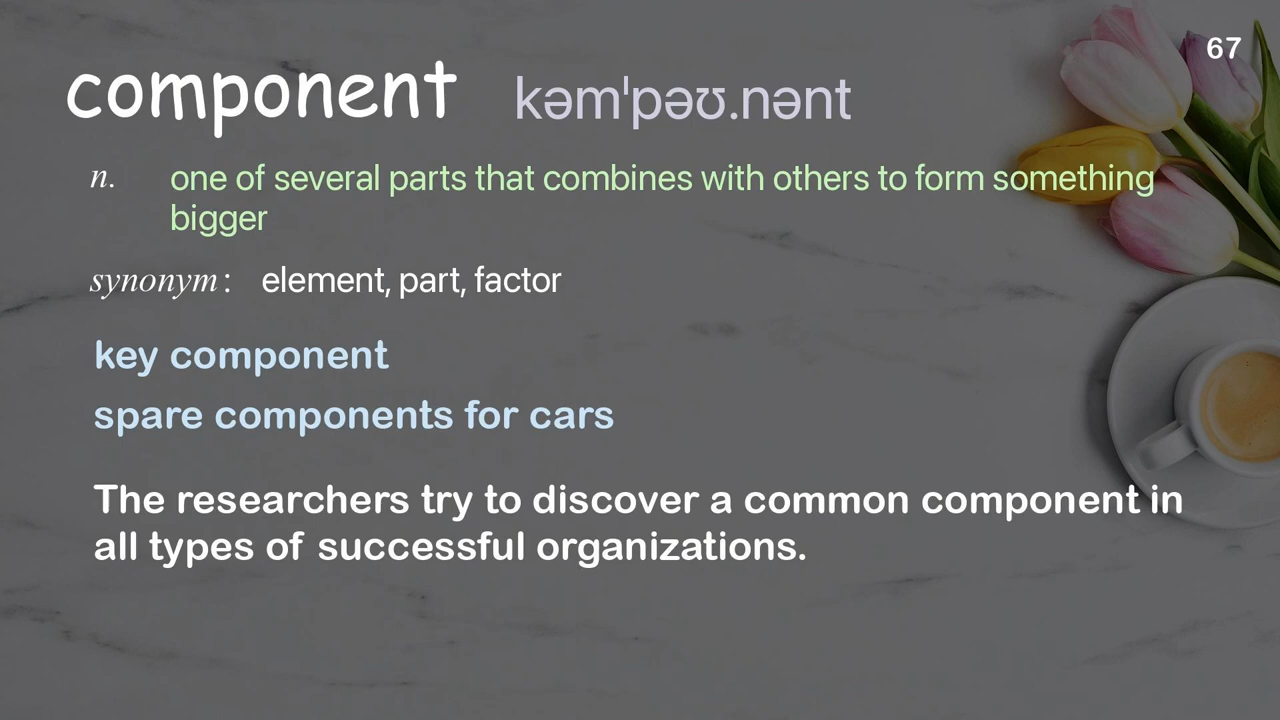 67
component kəmˈpəʊ.nənt
n. one of several parts that combines with others to form something
bigger
synonym: element, part, factor
key component
spare components for cars
The researchers try to discover a common component in
all types of successful organizations.